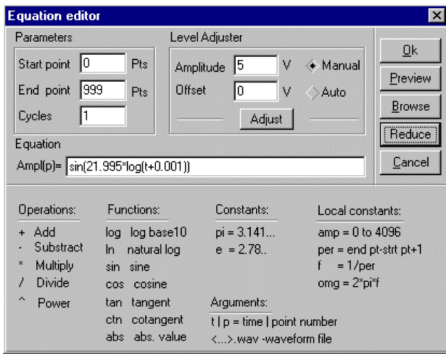 Equation editor
Parameters
Start point 0 Pts
End point 999 Pts
Cycles 1
Level Adjuster
Amplitude 5 V Manual
Offset 0 V Auto
Adjust
Ok
Preview
Browse
Reduce
Cancel
Equation
Ampl(p)= sin(21.995*log(t+0.001))
Operations:
+ Add
- Substract
* Multiply
/ Divide
^ Power
Functions:
log log base10
ln natural log
sin sine
cos cosine
tan tangent
ctn cotangent
abs abs. value
Constants:
pi = 3.141...
e = 2.78..
Arguments:
t | p = time | point number
<...>.wav -waveform file
Local constants:
amp = 0 to 4096
per = end pt-strt pt+1
f = 1/per
omg = 2*pi*f